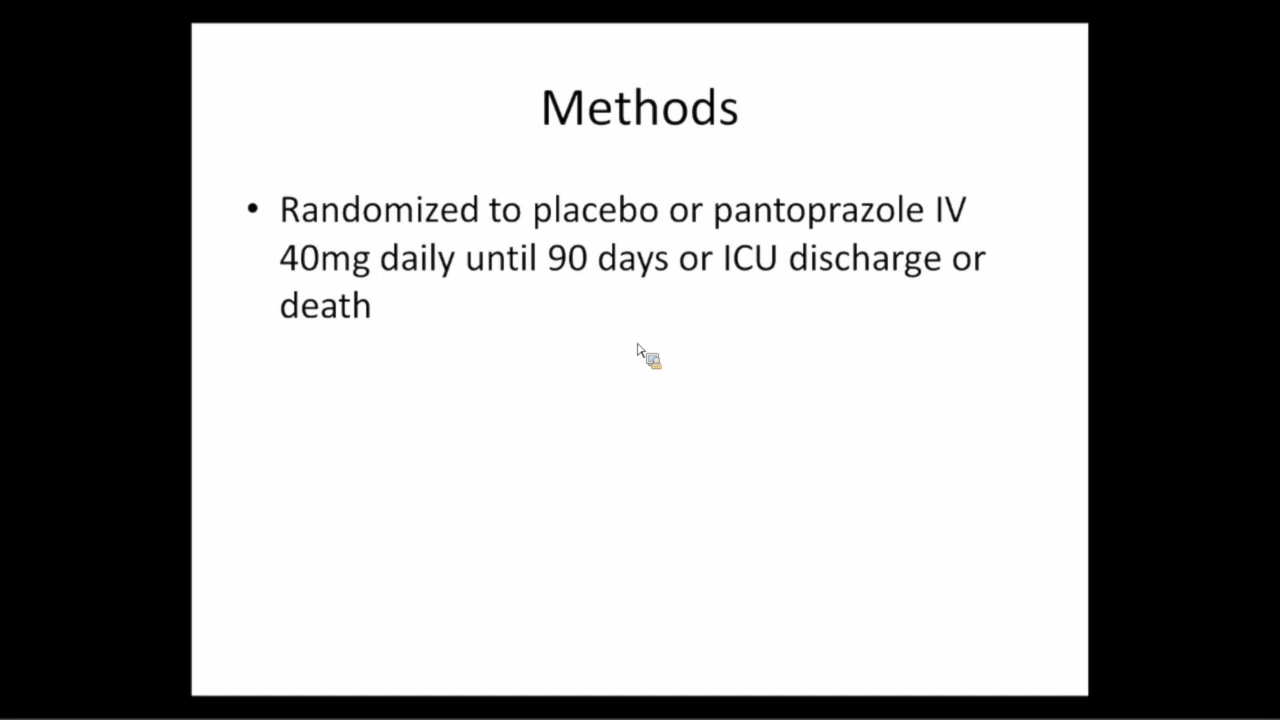 Methods
• Randomized to placebo or pantoprazole IV
40mg daily until 90 days or ICU discharge or
death